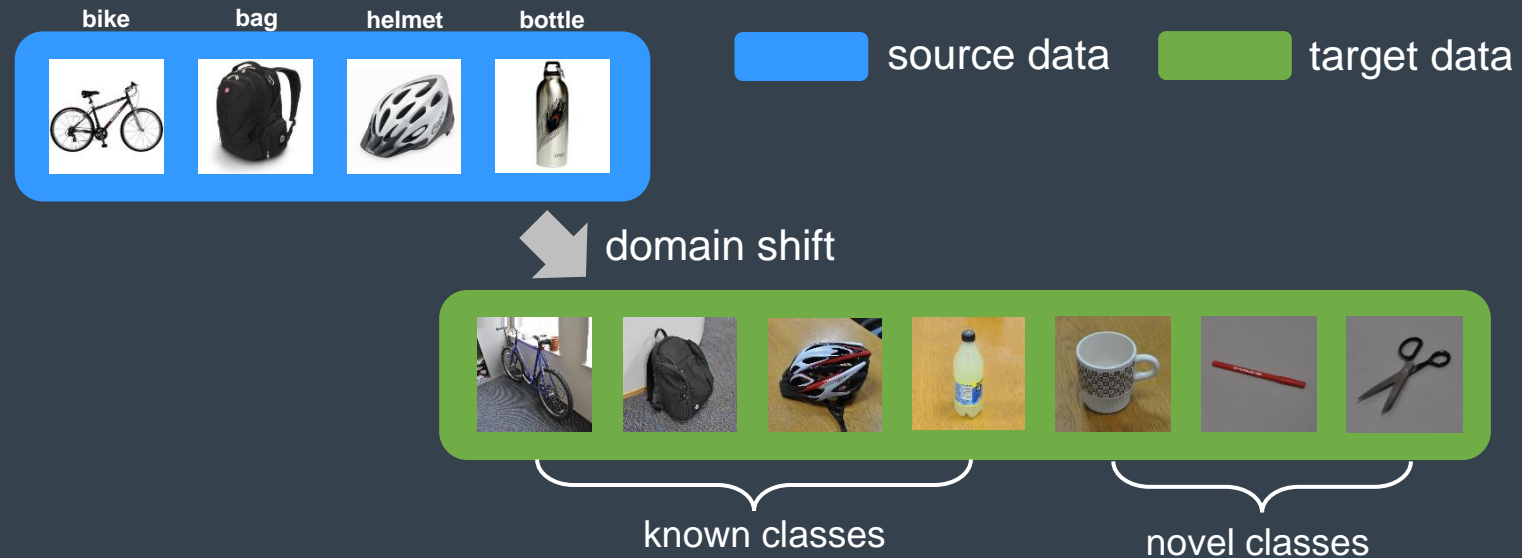 bike bag helmet bottle
source data target data
domain shift
known classes
novel classes